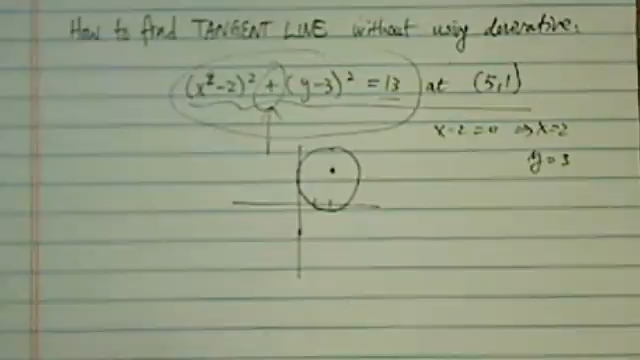 How to find TANGENT LINE without using derivative.
(x²-2)² + (y-3)² = 13 at (5,1)
x-2=0 ⇒ x=2
y=3